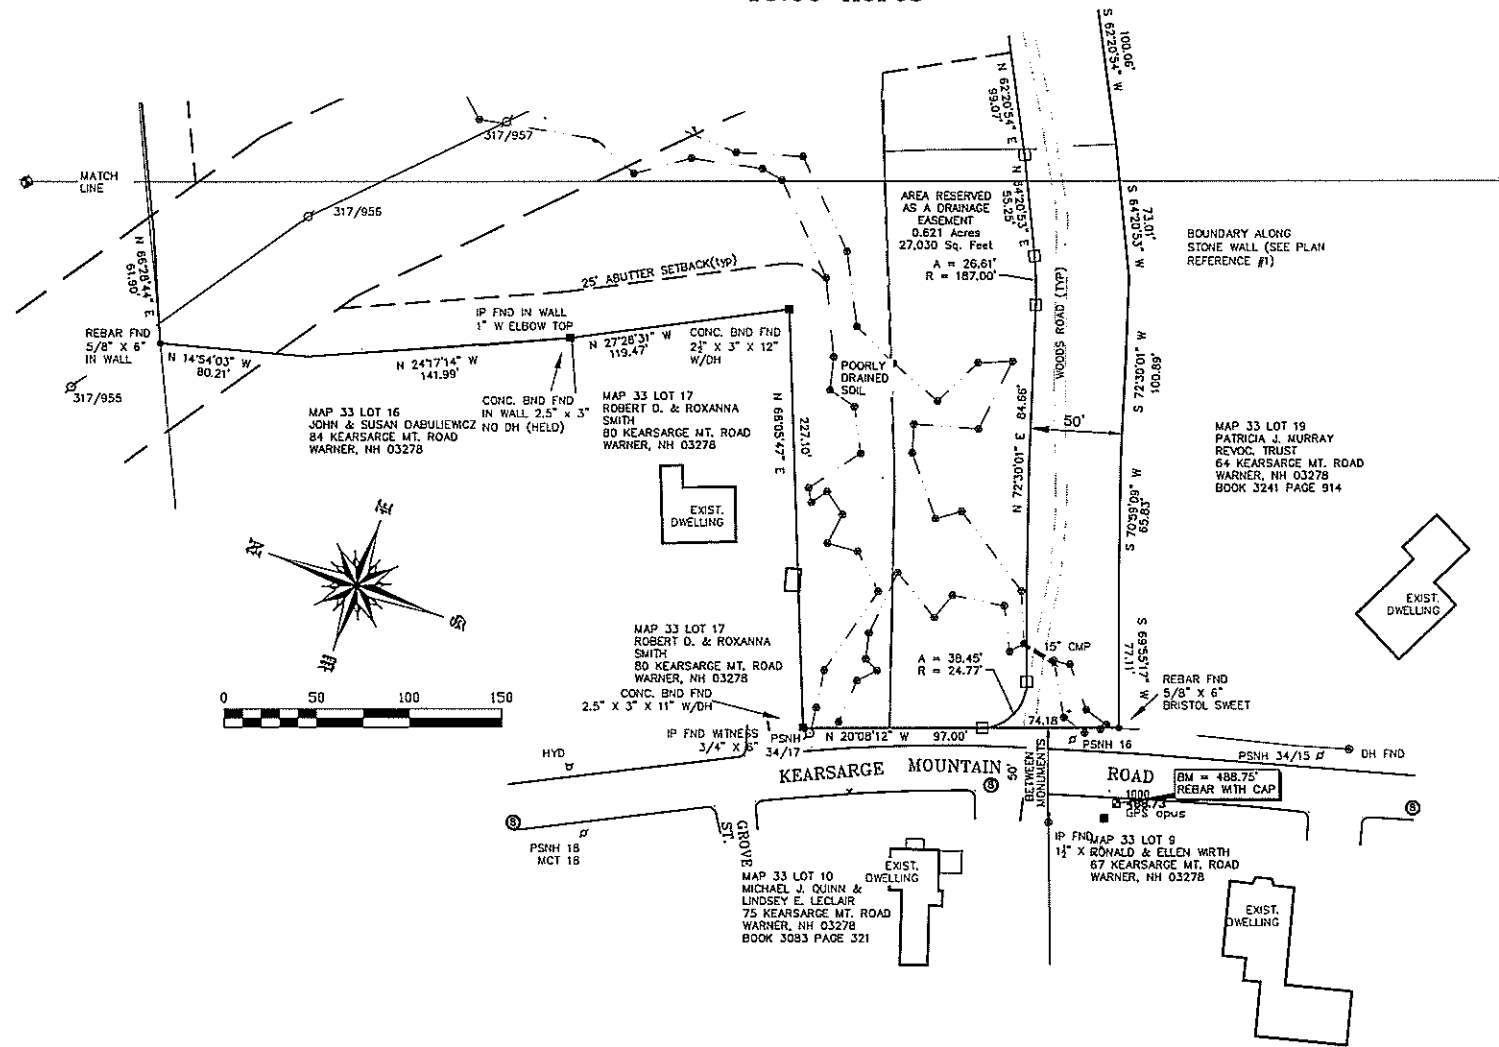 S 62°20'54" W
100.06'
N 62°20'54" E
99.07'
317/957
MATCH
LINE
317/956
N 66°28'44" E
61.90'
AREA RESERVED
AS A DRAINAGE
EASEMENT
0.621 Acres
27,030 Sq. Feet
N 64°20'53" E
55.25'
A = 26.61'
R = 187.00'
S 64°20'53" W
73.01'
BOUNDARY ALONG
STONE WALL (SEE PLAN
REFERENCE #1)
25' ABUTTER SETBACK(typ)
WOODS ROAD (TYP)
REBAR FND
5/8" X 6"
IN WALL
IP FND IN WALL
1" W ELBOW TOP
N 14°54'03" W
80.21'
N 24°17'14" W
141.99'
N 27°28'31" W
119.47'
CONC. BND FND
2½" X 3" X 12"
W/DH
POORLY
DRAINED
SOIL
S 72°30'01" W
100.89'
317/955
MAP 33 LOT 16
JOHN & SUSAN DABULIEWICZ
84 KEARSARGE MT. ROAD
WARNER, NH 03278
CONC. BND FND
IN WALL 2.5" x 3"
NO DH (HELD)
MAP 33 LOT 17
ROBERT D. & ROXANNA
SMITH
80 KEARSARGE MT. ROAD
WARNER, NH 03278
N 68°05'47" E
227.10'
N 72°30'01" E 84.66'
50'
MAP 33 LOT 19
PATRICIA J. MURRAY
REVOC. TRUST
64 KEARSARGE MT. ROAD
WARNER, NH 03278
BOOK 3241 PAGE 914
S 70°59'09" W
65.83'
EXIST.
DWELLING
EXIST.
DWELLING
MAP 33 LOT 17
ROBERT D. & ROXANNA
SMITH
80 KEARSARGE MT. ROAD
WARNER, NH 03278
CONC. BND FND
2.5" X 3" X 11" W/DH
A = 38.45'
R = 24.77'
15" CMP
S 69°55'17" W
77.11'
REBAR FND
5/8" X 6"
BRISTOL SWEET
0 50 100 150
IP FND WITNESS
3/4" X 6"
PSNH
34/17
N 20°08'12" W 97.00'
74.18
PSNH 16
PSNH 34/15
DH FND
HYD
KEARSARGE MOUNTAIN ROAD
50'
BETWEEN
MONUMENTS
BM = 488.75'
REBAR WITH CAP
1000
488.73
GPS opus
S
S
S
PSNH 18
MCT 18
GROVE
ST.
IP FND
1½" X
MAP 33 LOT 9
RONALD & ELLEN WIRTH
67 KEARSARGE MT. ROAD
WARNER, NH 03278
EXIST.
DWELLING
MAP 33 LOT 10
MICHAEL J. QUINN &
LINDSEY E. LECLAIR
75 KEARSARGE MT. ROAD
WARNER, NH 03278
BOOK 3083 PAGE 321
EXIST.
DWELLING